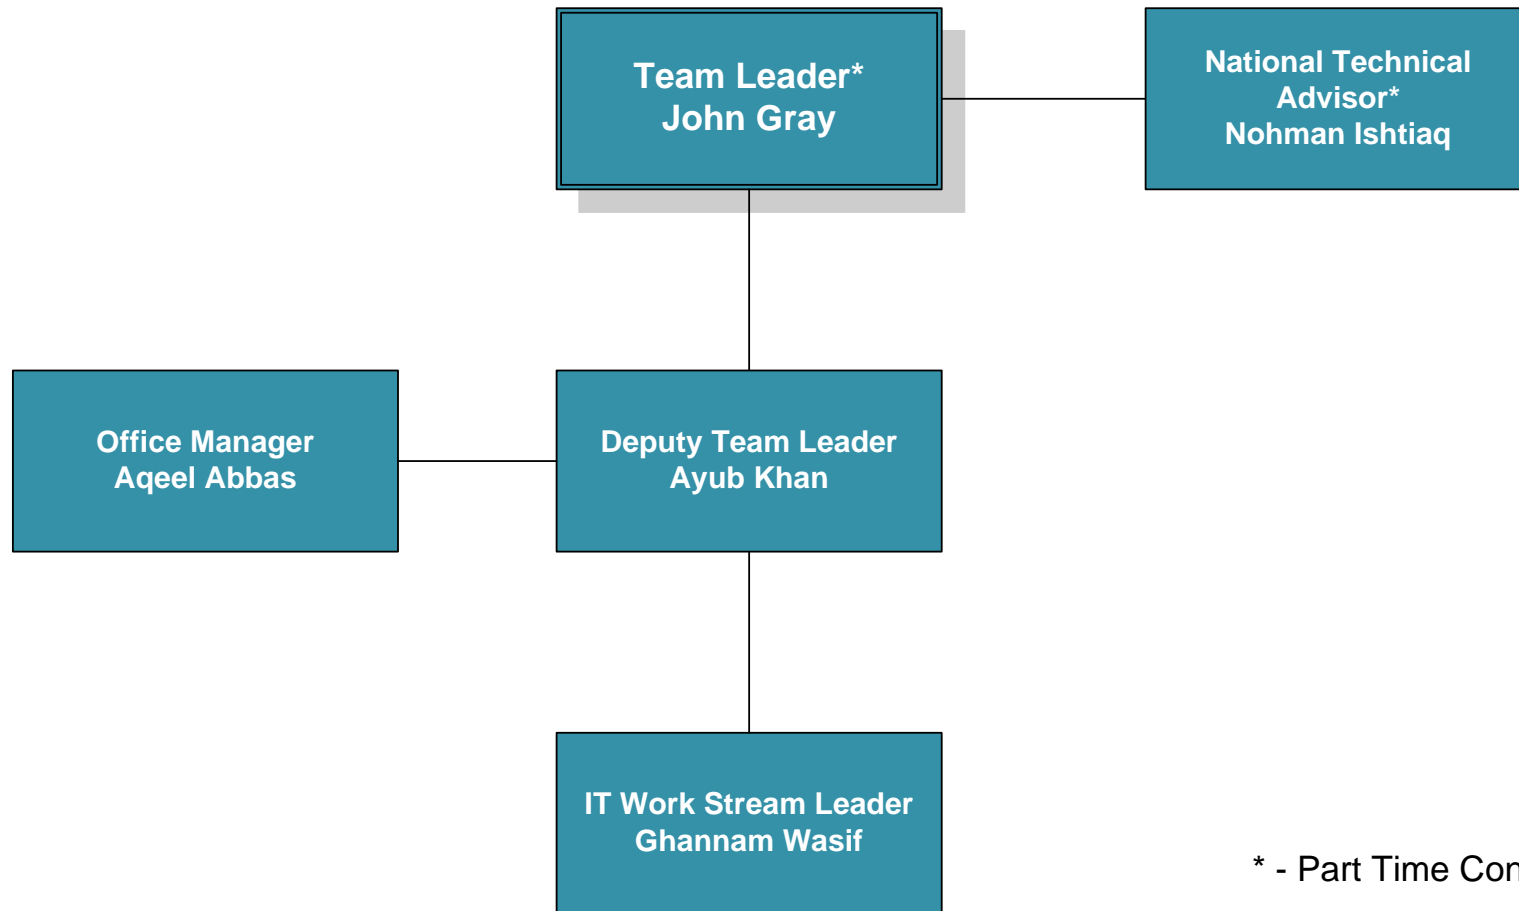 Team Leader*
John Gray
National Technical
Advisor*
Nohman Ishtiaq
Office Manager
Aqeel Abbas
Deputy Team Leader
Ayub Khan
IT Work Stream Leader
Ghannam Wasif
* - Part Time Con